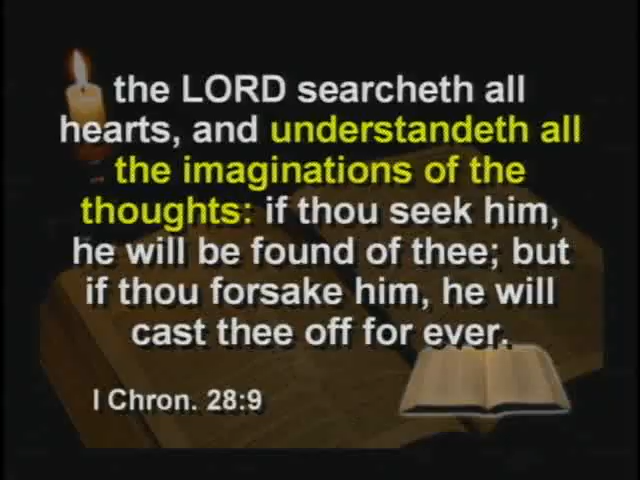 the LORD searcheth all
hearts, and understandeth all
the imaginations of the
thoughts: if thou seek him,
he will be found of thee; but
if thou forsake him, he will
cast thee off for ever.
I Chron. 28:9